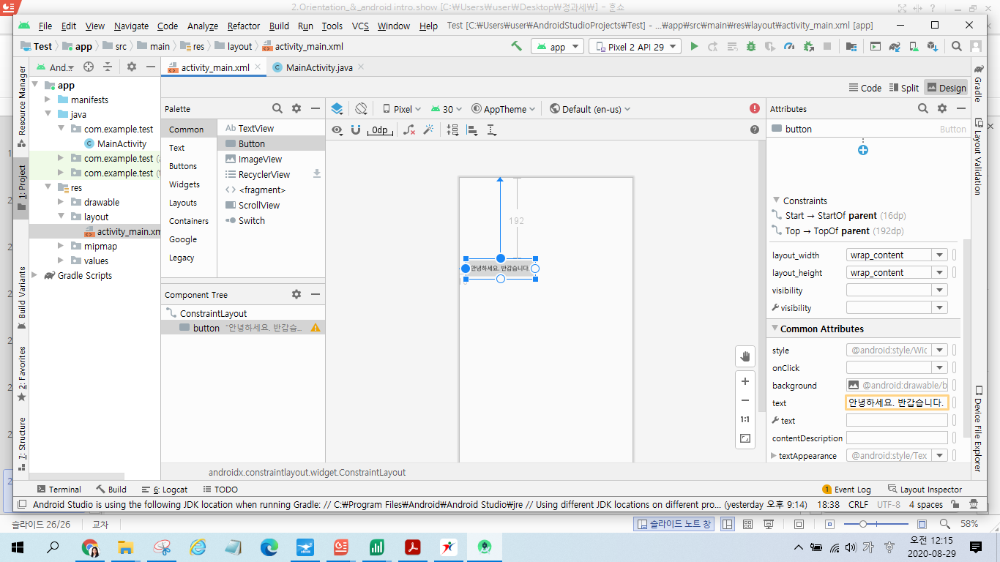 2.Orientation_&_android intro.show [C:₩Users₩user₩Desktop₩정과세₩] - 한쇼
File Edit View Navigate Code Analyze Refactor Build Run Tools VCS Window Help Test [C:₩Users₩user₩AndroidStudioProjects₩Test] - ...₩app₩src₩main₩res₩layout₩activity_main.xml [app]
Test app src main res layout activity_main.xml app Pixel 2 API 29
And.. activity_main.xml MainActivity.java
Code Split Design
Resource Manager
1: Project
Build Variants
2: Favorites
7: Structure
app
manifests
java
com.example.test
MainActivity
com.example.test (
com.example.test (
res
drawable
layout
activity_main.xm
mipmap
values
Gradle Scripts
Palette
Common
Text
Buttons
Widgets
Layouts
Containers
Google
Legacy
Ab TextView
Button
ImageView
RecyclerView
<fragment>
ScrollView
Switch
Component Tree
ConstraintLayout
button "안녕하세요. 반갑습...
Pixel 30 AppTheme Default (en-us)
0dp
192
안녕하세요. 반갑습니다.
1:1
androidx.constraintlayout.widget.ConstraintLayout
Attributes
button Button
Constraints
Start → StartOf parent (16dp)
Top → TopOf parent (192dp)
layout_width wrap_content
layout_height wrap_content
visibility
visibility
Common Attributes
style @android:style/Wic
onClick
background @android:drawable/b
text 안녕하세요. 반갑습니다.
text
contentDescription
textAppearance @android:style/Tex
Gradle
Layout Validation
Device File Explorer
Terminal Build 6: Logcat TODO 1 Event Log Layout Inspector
Android Studio is using the following JDK location when running Gradle: // C:₩Program Files₩Android₩Android Studio₩jre // Using different JDK locations on different pro... (yesterday 오후 9:14) 18:38 CRLF UTF-8 4 spaces
슬라이드 26/26 교자 슬라이드 노트 창 58%
가 오전 12:15
2020-08-29